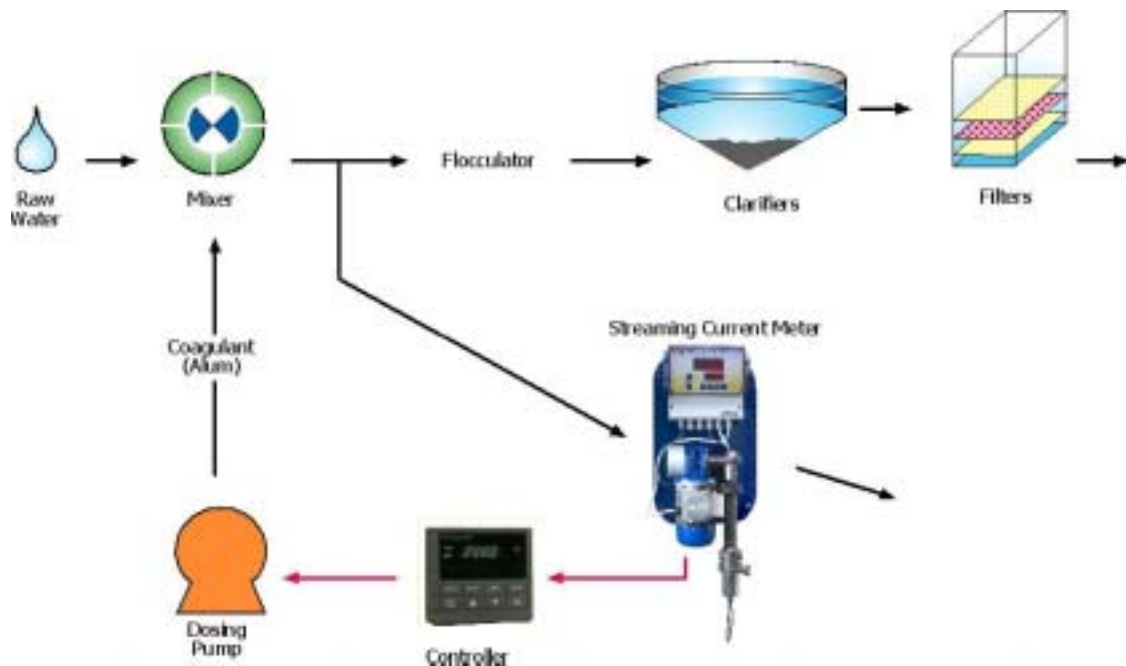 Raw
Water
Mixer
Flocculator
Clarifiers
Filters
Coagulant
(Alum)
Streaming Current Meter
Dosing
Pump
Controller